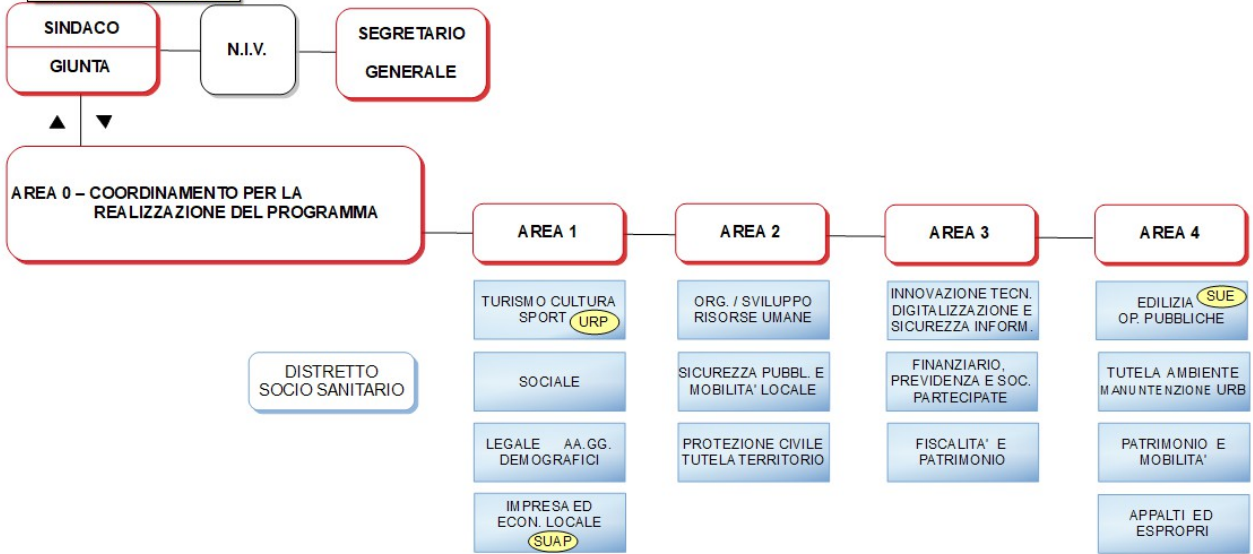 SINDACO
GIUNTA
N.I.V.
SEGRETARIO
GENERALE
▲ ▼
AREA 0 – COORDINAMENTO PER LA
REALIZZAZIONE DEL PROGRAMMA
AREA 1
AREA 2
AREA 3
AREA 4
TURISMO CULTURA
SPORT URP
SOCIALE
LEGALE AA.GG.
DEMOGRAFICI
IMPRESA ED
ECON. LOCALE
SUAP
ORG. / SVILUPPO
RISORSE UMANE
SICUREZZA PUBBL. E
MOBILITA' LOCALE
PROTEZIONE CIVILE
TUTELA TERRITORIO
INNOVAZIONE TECN.
DIGITALIZZAZIONE E
SICUREZZA INFORM.
FINANZIARIO,
PREVIDENZA E SOC.
PARTECIPATE
FISCALITA' E
PATRIMONIO
EDILIZIA SUE
OP. PUBBLICHE
TUTELA AMBIENTE
MANUNTENZIONE URB
PATRIMONIO E
MOBILITA'
APPALTI ED
ESPROPRI
DISTRETTO
SOCIO SANITARIO